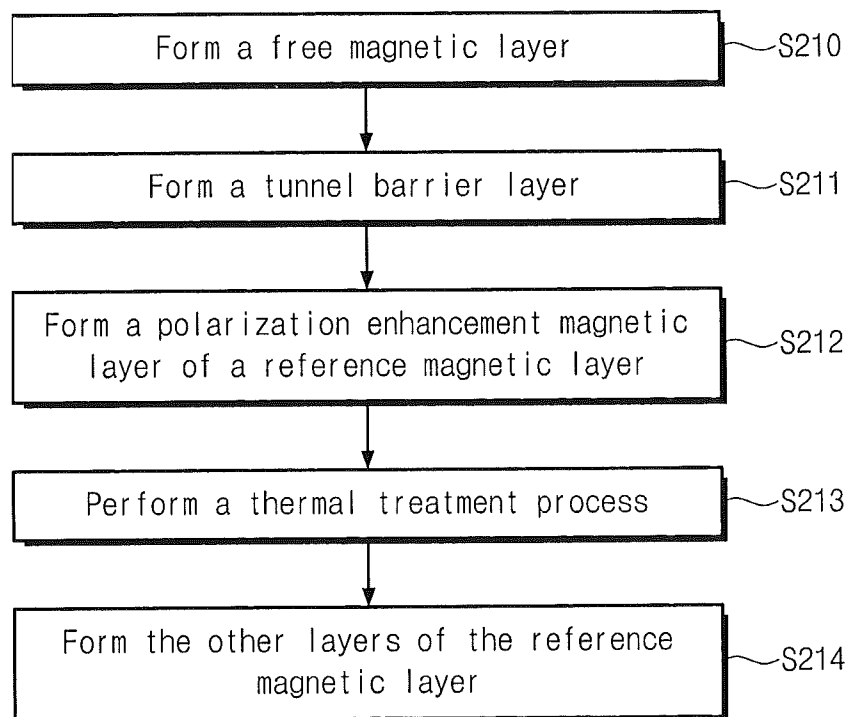 Form a free magnetic layer
S210
Form a tunnel barrier layer
S211
Form a polarization enhancement magnetic
layer of a reference magnetic layer
S212
Perform a thermal treatment process
S213
Form the other layers of the reference
magnetic layer
S214